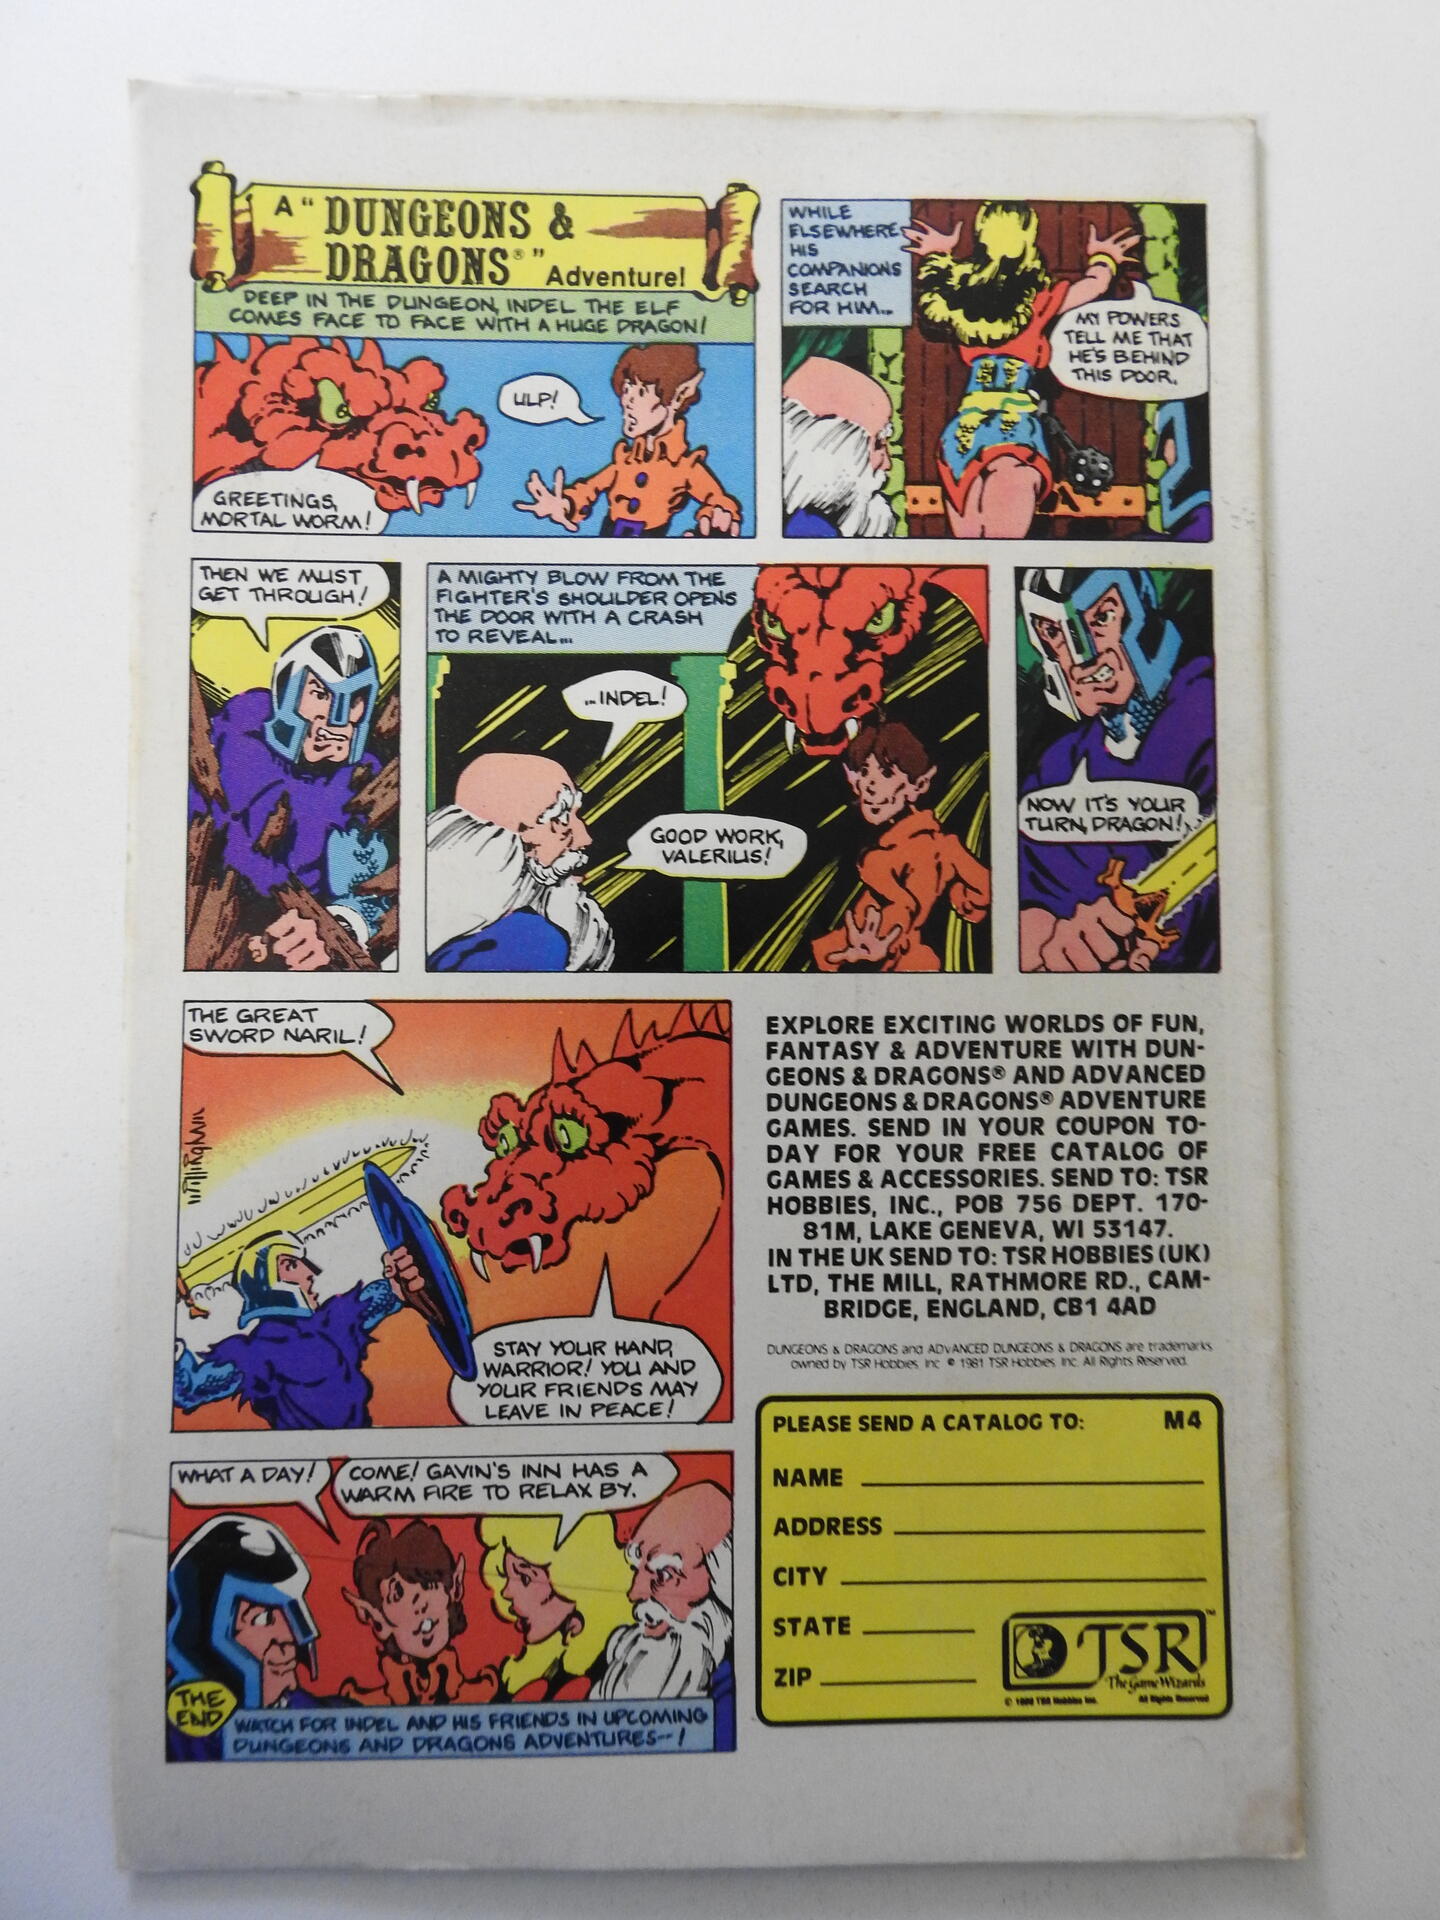 A "DUNGEONS &
DRAGONS®" Adventure!
DEEP IN THE DUNGEON, INDEL THE ELF
COMES FACE TO FACE WITH A HUGE DRAGON!
GREETINGS,
MORTAL WORM!
ULP!
WHILE
ELSEWHERE
HIS
COMPANIONS
SEARCH
FOR HIM...
MY POWERS
TELL ME THAT
HE'S BEHIND
THIS DOOR.
THEN WE MUST
GET THROUGH!
A MIGHTY BLOW FROM THE
FIGHTER'S SHOULDER OPENS
THE DOOR WITH A CRASH
TO REVEAL...
...INDEL!
GOOD WORK,
VALERIUS!
NOW IT'S YOUR
TURN, DRAGON!
THE GREAT
SWORD NARIL!
Willingham
STAY YOUR HAND,
WARRIOR! YOU AND
YOUR FRIENDS MAY
LEAVE IN PEACE!
WHAT A DAY!
COME! GAVIN'S INN HAS A
WARM FIRE TO RELAX BY.
THE
END
WATCH FOR INDEL AND HIS FRIENDS IN UPCOMING
DUNGEONS AND DRAGONS ADVENTURES--!
EXPLORE EXCITING WORLDS OF FUN,
FANTASY & ADVENTURE WITH DUN-
GEONS & DRAGONS® AND ADVANCED
DUNGEONS & DRAGONS® ADVENTURE
GAMES. SEND IN YOUR COUPON TO-
DAY FOR YOUR FREE CATALOG OF
GAMES & ACCESSORIES. SEND TO: TSR
HOBBIES, INC., POB 756 DEPT. 170-
81M, LAKE GENEVA, WI 53147.
IN THE UK SEND TO: TSR HOBBIES (UK)
LTD, THE MILL, RATHMORE RD., CAM-
BRIDGE, ENGLAND, CB1 4AD
DUNGEONS & DRAGONS and ADVANCED DUNGEONS & DRAGONS are trademarks
owned by TSR Hobbies, Inc © 1981 TSR Hobbies, Inc. All Rights Reserved.
PLEASE SEND A CATALOG TO: M4
NAME
ADDRESS
CITY
STATE
ZIP
TSR™
The Game Wizards
© 1980 TSR Hobbies Inc. All Rights Reserved